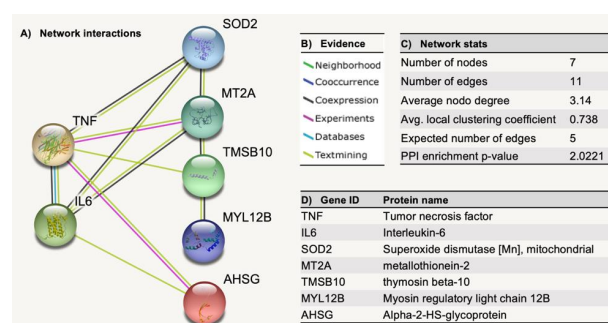 A) Network interactions
SOD2
MT2A
TNF
TMSB10
IL6
MYL12B
AHSG
B) Evidence
Neighborhood
Cooccurrence
Coexpression
Experiments
Databases
Textmining
C) Network stats
Number of nodes 7
Number of edges 11
Average nodo degree 3.14
Avg. local clustering coefficient 0.738
Expected number of edges 5
PPI enrichment p-value 2.0221
D) Gene ID Protein name
TNF Tumor necrosis factor
IL6 Interleukin-6
SOD2 Superoxide dismutase [Mn], mitochondrial
MT2A metallothionein-2
TMSB10 thymosin beta-10
MYL12B Myosin regulatory light chain 12B
AHSG Alpha-2-HS-glycoprotein